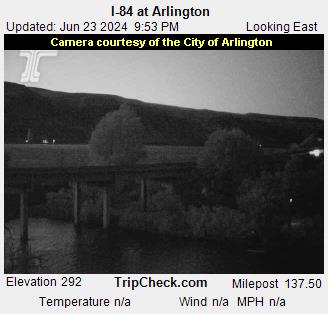 I-84 at Arlington
Updated: Jun 23 2024 9:53 PM Looking East
Camera courtesy of the City of Arlington
Elevation 292 TripCheck.com Milepost 137.50
Temperature n/a Wind n/a MPH n/a